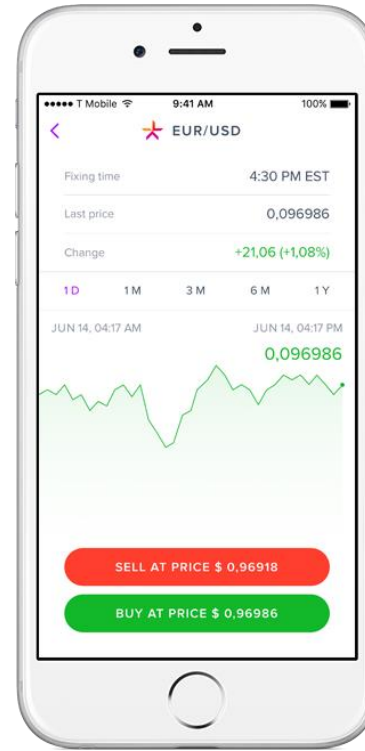 T Mobile 9:41 AM 100%
EUR/USD
Fixing time 4:30 PM EST
Last price 0,096986
Change +21,06 (+1,08%)
1D 1M 3M 6M 1Y
JUN 14, 04:17 AM JUN 14, 04:17 PM
0,096986
SELL AT PRICE $ 0,96918
BUY AT PRICE $ 0,96986